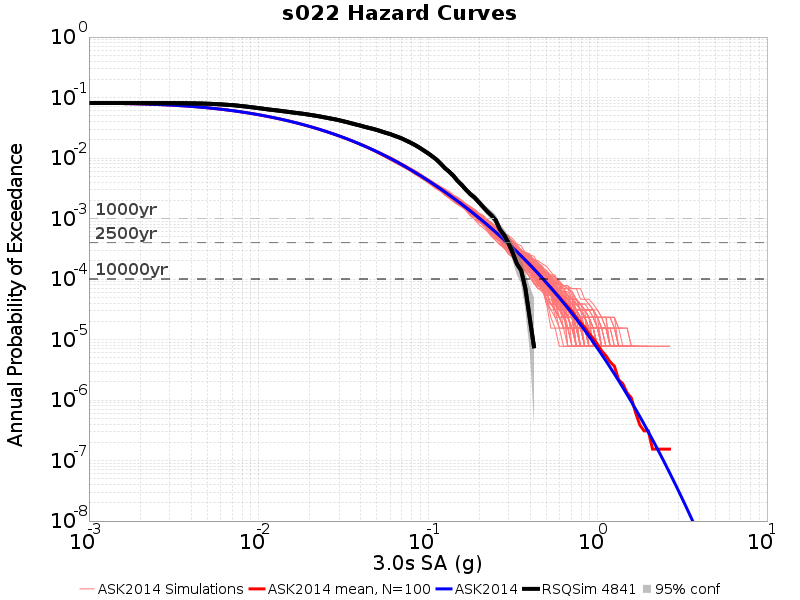 s022 Hazard Curves
Annual Probability of Exceedance
10^0
10^-1
10^-2
10^-3
10^-4
10^-5
10^-6
10^-7
10^-8
1000yr
2500yr
10000yr
10^-3 10^-2 10^-1 10^0 10^1
3.0s SA (g)
ASK2014 Simulations ASK2014 mean, N=100 ASK2014 RSQSim 4841 95% conf